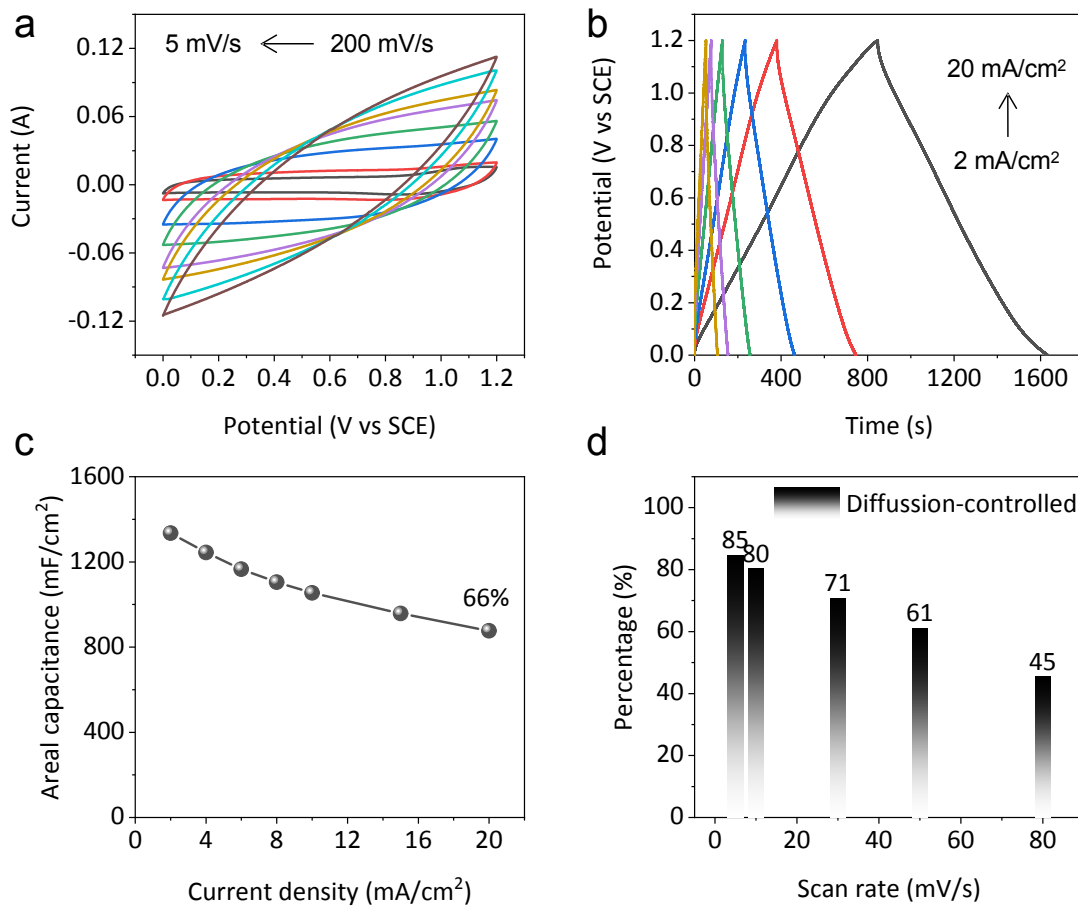 a
5 mV/s ← 200 mV/s
0.12
0.06
0.00
-0.06
-0.12
Current (A)
0.0 0.2 0.4 0.6 0.8 1.0 1.2
Potential (V vs SCE)
b
20 mA/cm²
↑
2 mA/cm²
1.2
1.0
0.8
0.6
0.4
0.2
0.0
Potential (V vs SCE)
0 400 800 1200 1600
Time (s)
c
1600
1200
800
400
0
Areal capacitance (mF/cm²)
66%
0 4 8 12 16 20
Current density (mA/cm²)
d
Diffussion-controlled
100
80
60
40
20
0
Percentage (%)
85
80
71
61
45
0 20 40 60 80
Scan rate (mV/s)